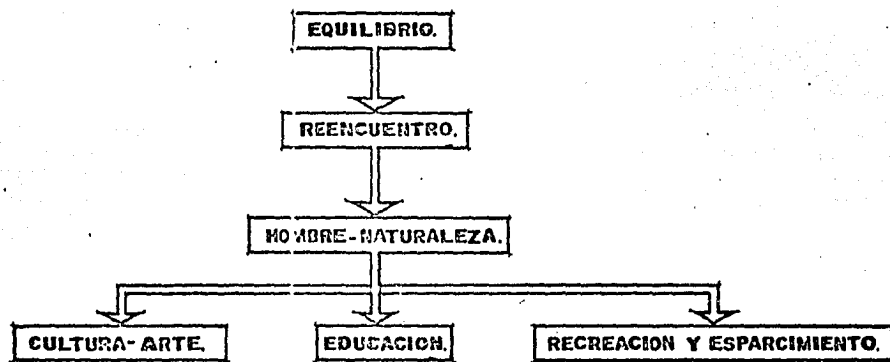 EQUILIBRIO.
REENCUENTRO.
HOMBRE-NATURALEZA.
CULTURA-ARTE.
EDUCACION.
RECREACION Y ESPARCIMIENTO.